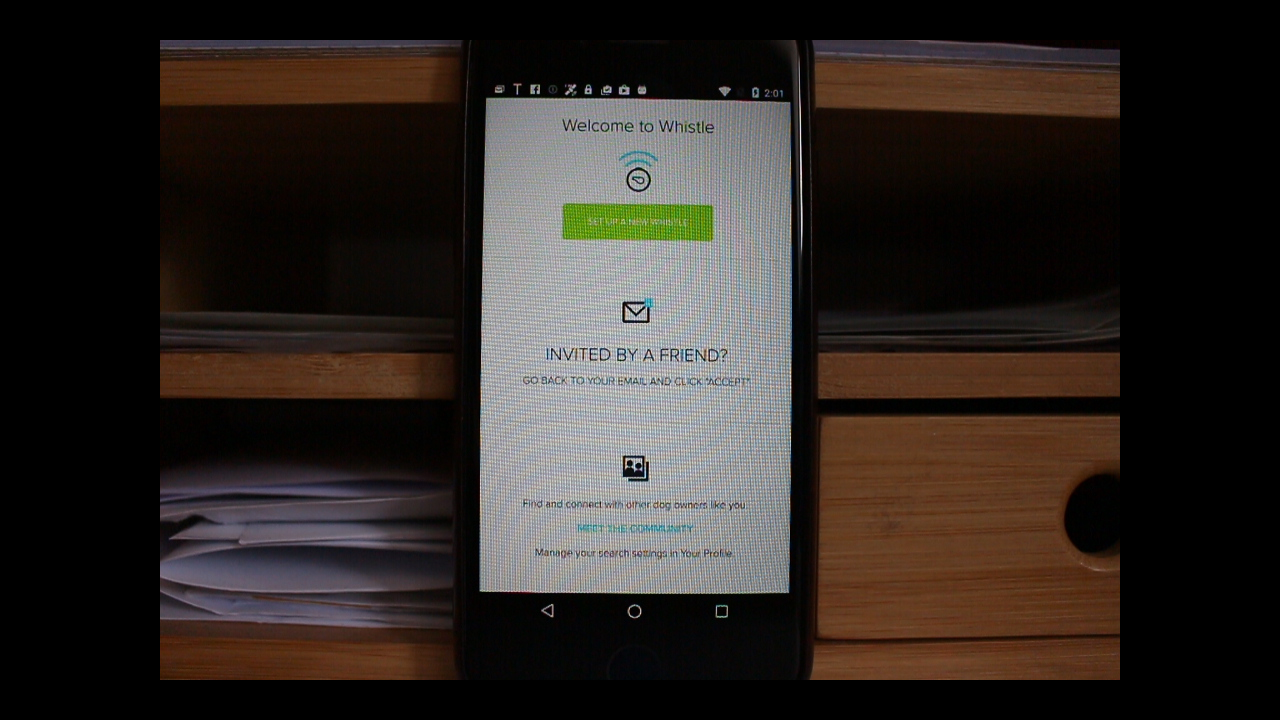 2:01
Welcome to Whistle
SET UP A NEW WHISTLE
INVITED BY A FRIEND?
GO BACK TO YOUR EMAIL AND CLICK "ACCEPT"
Find and connect with other dog owners like you.
MEET THE COMMUNITY
Manage your search settings in Your Profile.